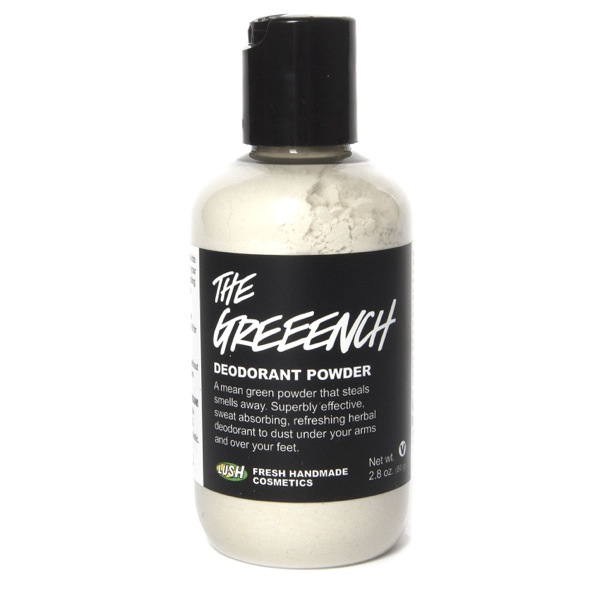 THE
GREEENCH
DEODORANT POWDER
A mean green powder that steals
smells away. Superbly effective,
sweat absorbing, refreshing herbal
deodorant to dust under your arms
and over your feet.
Net wt. V
2.8 oz.
LUSH FRESH HANDMADE
COSMETICS